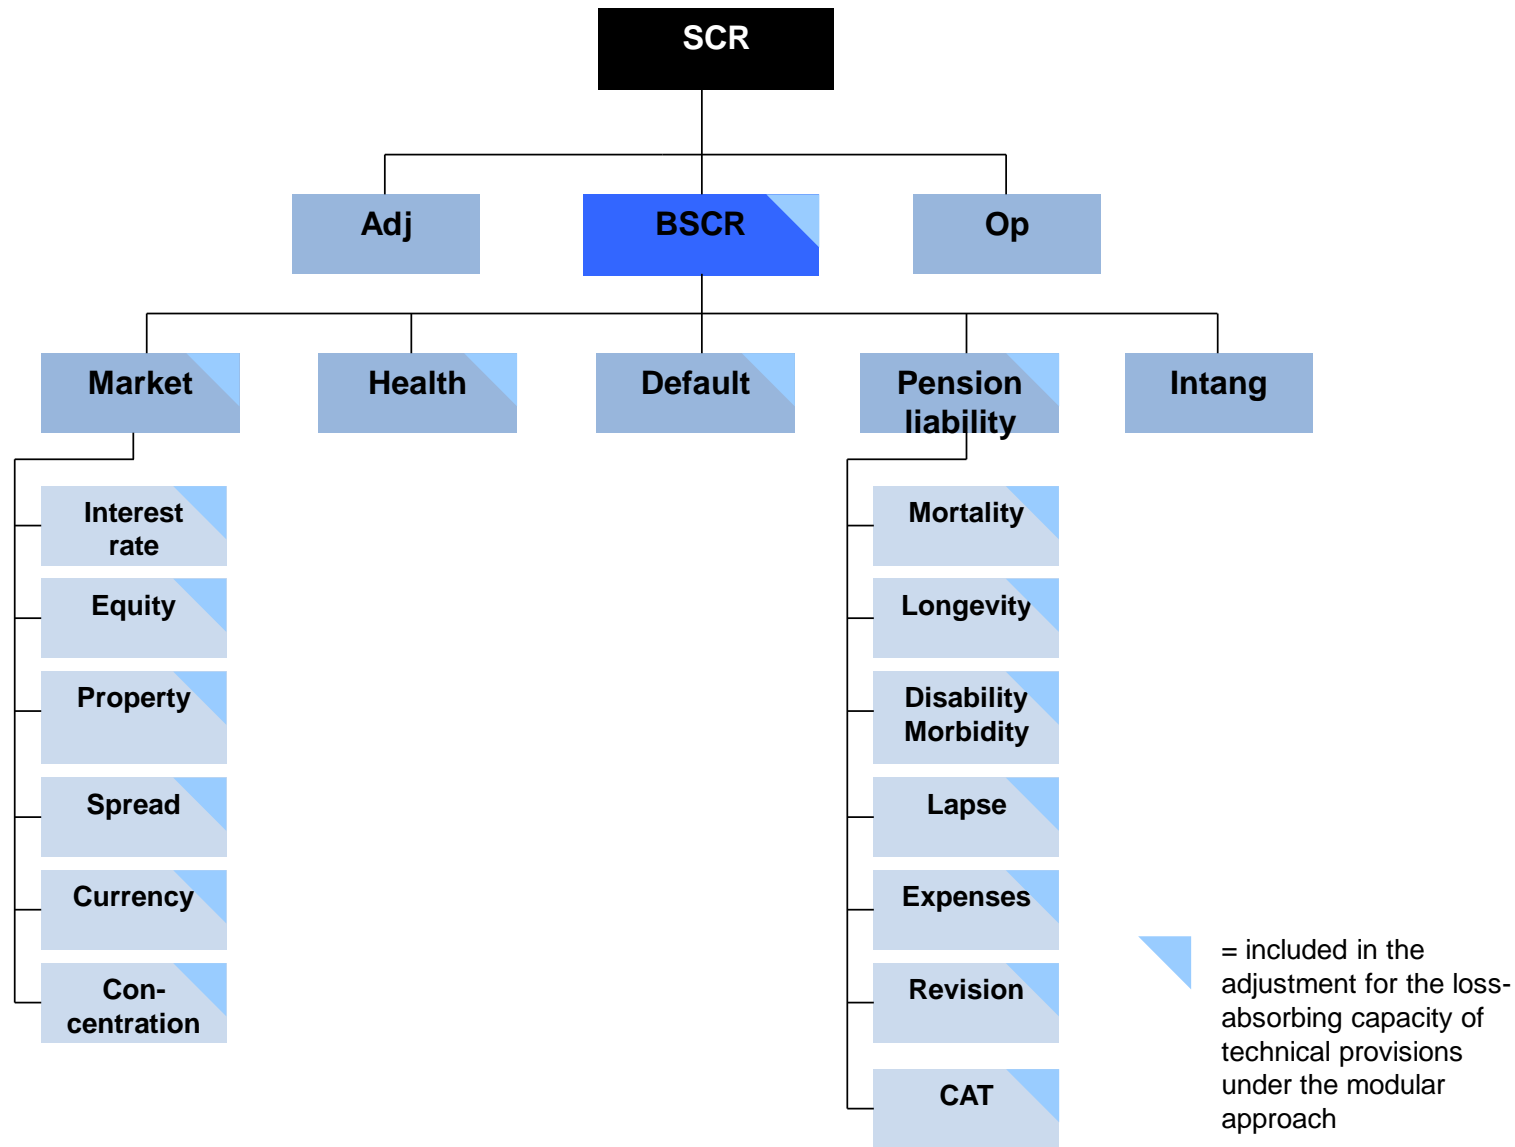 SCR
Adj
BSCR
Op
Market
Health
Default
Pension
liability
Intang
Interest
rate
Equity
Property
Spread
Currency
Con-
centration
Mortality
Longevity
Disability
Morbidity
Lapse
Expenses
Revision
CAT
= included in the
adjustment for the loss-
absorbing capacity of
technical provisions
under the modular
approach